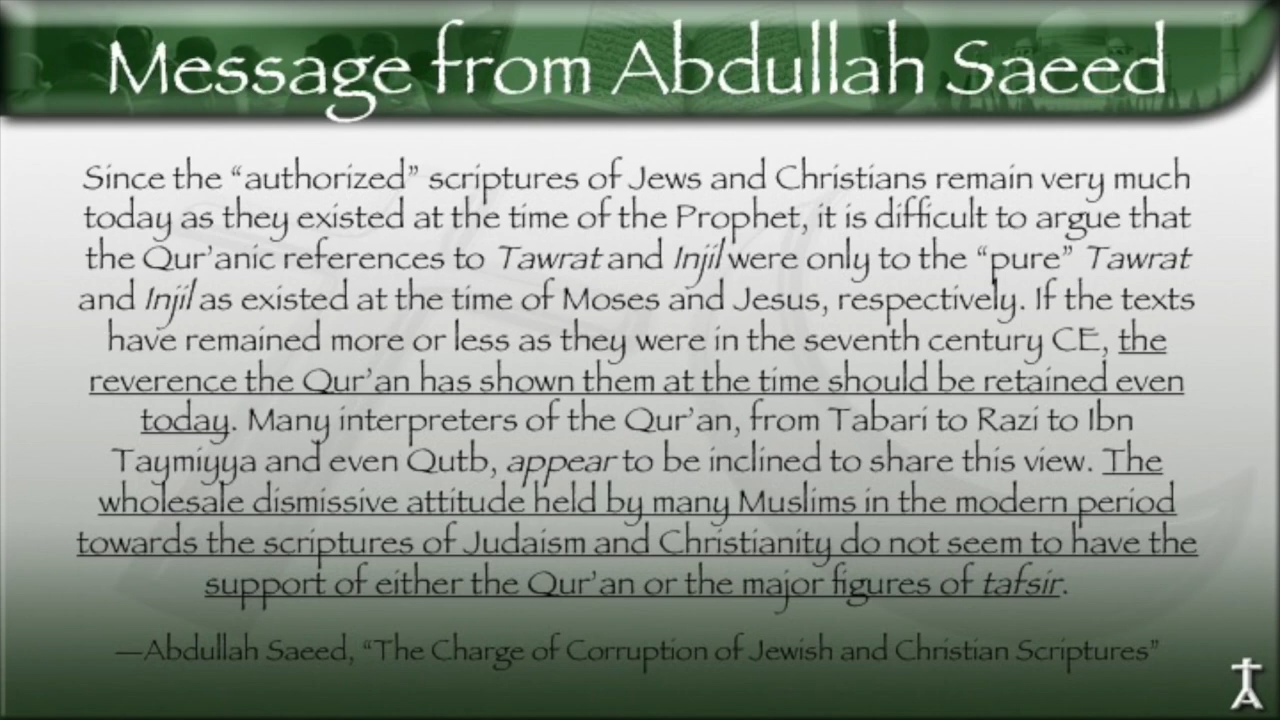 Message from Abdullah Saeed
Since the “authorized” scriptures of Jews and Christians remain very much
today as they existed at the time of the Prophet, it is difficult to argue that
the Qur’anic references to Tawrat and Injil were only to the “pure” Tawrat
and Injil as existed at the time of Moses and Jesus, respectively. If the texts
have remained more or less as they were in the seventh century CE, the
reverence the Qur’an has shown them at the time should be retained even
today. Many interpreters of the Qur’an, from Tabari to Razi to Ibn
Taymiyya and even Qutb, appear to be inclined to share this view. The
wholesale dismissive attitude held by many Muslims in the modern period
towards the scriptures of Judaism and Christianity do not seem to have the
support of either the Qur’an or the major figures of tafsir.
—Abdullah Saeed, “The Charge of Corruption of Jewish and Christian Scriptures”